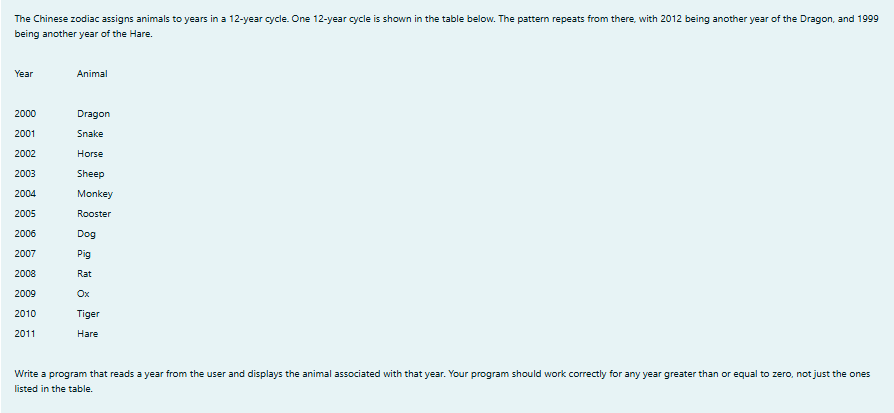 The Chinese zodiac assigns animals to years in a 12-year cycle. One 12-year cycle is shown in the table below. The pattern repeats from there, with 2012 being another year of the Dragon, and 1999
being another year of the Hare.
Year Animal
2000 Dragon
2001 Snake
2002 Horse
2003 Sheep
2004 Monkey
2005 Rooster
2006 Dog
2007 Pig
2008 Rat
2009 Ox
2010 Tiger
2011 Hare
Write a program that reads a year from the user and displays the animal associated with that year. Your program should work correctly for any year greater than or equal to zero, not just the ones
listed in the table.